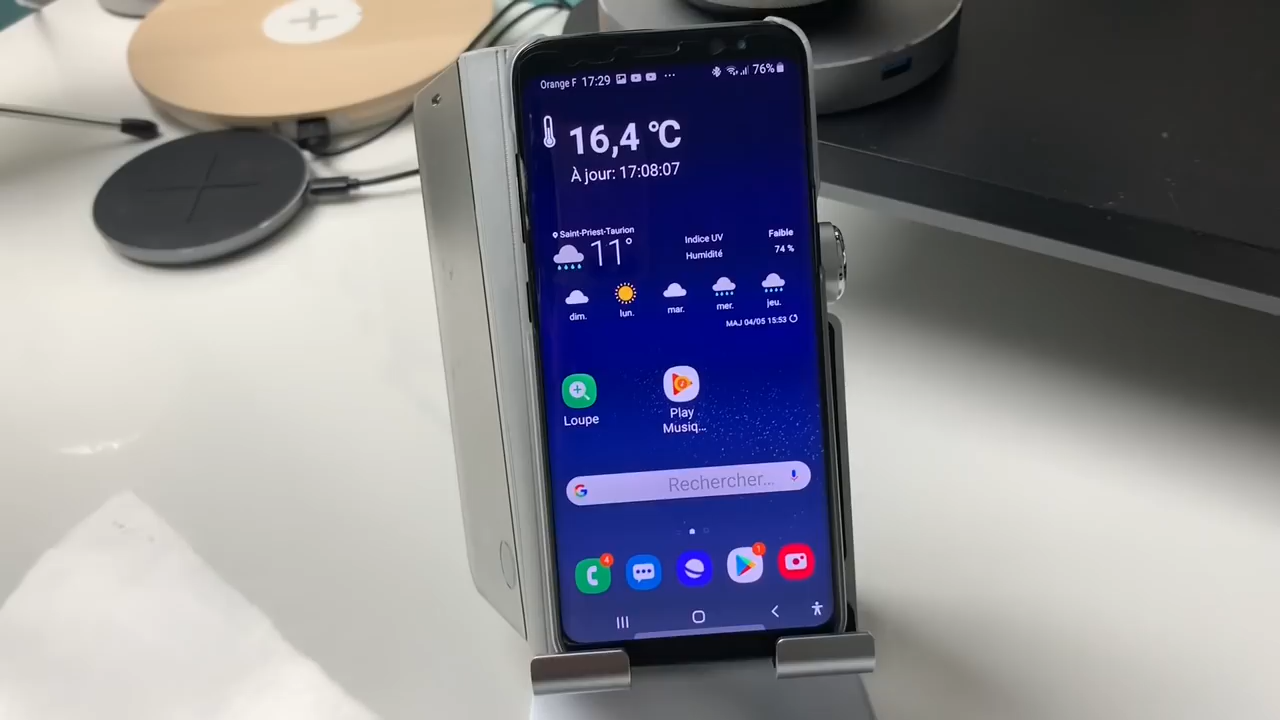 Orange F 17:29 ... 76%
16,4 °C
À jour: 17:08:07
Saint-Priest-Taurion
11°
Indice UV Faible
Humidité 74 %
dim. lun. mar. mer. jeu.
MAJ 04/05 15:53
Loupe
Play
Musiq...
G Rechercher...
4
1